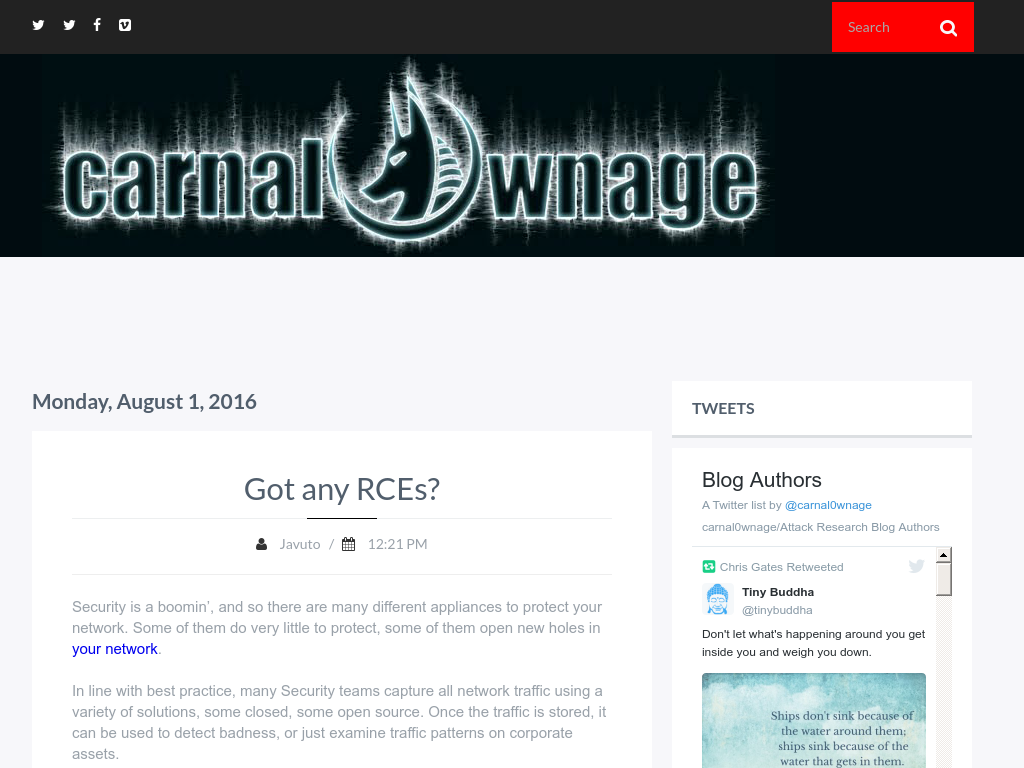 Search
carnal0wnage
Monday, August 1, 2016
Got any RCEs?
Javuto / 12:21 PM
Security is a boomin’, and so there are many different appliances to protect your
network. Some of them do very little to protect, some of them open new holes in
your network.
In line with best practice, many Security teams capture all network traffic using a
variety of solutions, some closed, some open source. Once the traffic is stored, it
can be used to detect badness, or just examine traffic patterns on corporate
assets.
TWEETS
Blog Authors
A Twitter list by @carnal0wnage
carnal0wnage/Attack Research Blog Authors
Chris Gates Retweeted
Tiny Buddha
@tinybuddha
Don't let what's happening around you get
inside you and weigh you down.
Ships don't sink because of
the water around them;
ships sink because of the
water that gets in them.